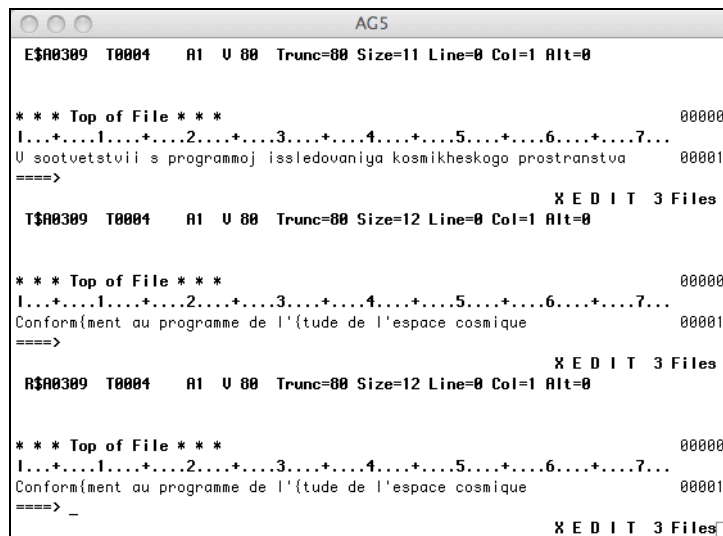 AG5
E$A0309 T0004 A1 V 80 Trunc=80 Size=11 Line=0 Col=1 Alt=0
* * * Top of File * * * 00000
|...+....1....+....2....+....3....+....4....+....5....+....6....+....7...
V sootvetstvii s programmoj issledovaniya kosmikheskogo prostranstva 00001
====>
X E D I T 3 Files
T$A0309 T0004 A1 V 80 Trunc=80 Size=12 Line=0 Col=1 Alt=0
* * * Top of File * * * 00000
|...+....1....+....2....+....3....+....4....+....5....+....6....+....7...
Conform{ment au programme de l'{tude de l'espace cosmique 00001
====>
X E D I T 3 Files
R$A0309 T0004 A1 V 80 Trunc=80 Size=12 Line=0 Col=1 Alt=0
* * * Top of File * * * 00000
|...+....1....+....2....+....3....+....4....+....5....+....6....+....7...
Conform{ment au programme de l'{tude de l'espace cosmique 00001
====> _
X E D I T 3 Files